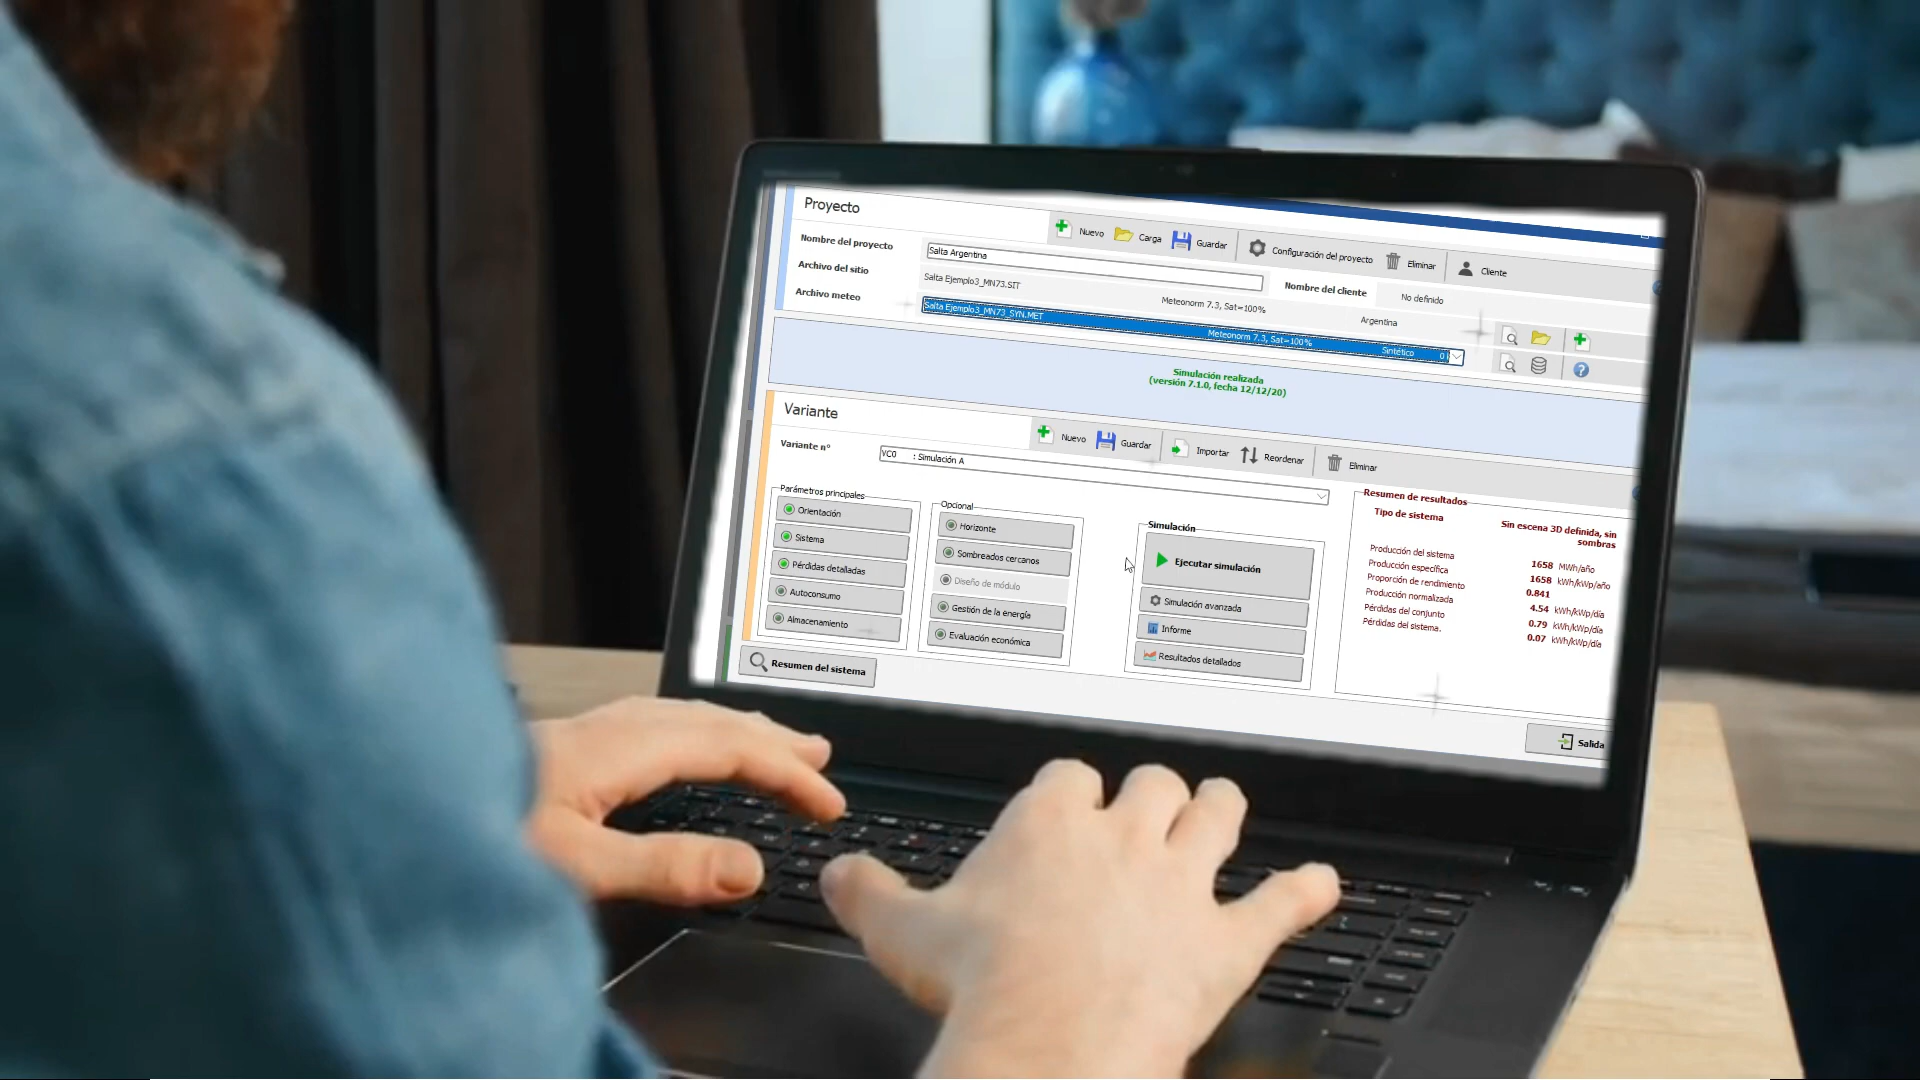 Proyecto
Nuevo Carga Guardar Configuración del proyecto Eliminar Cliente
Nombre del proyecto Salta Argentina Nombre del cliente No definido
Archivo del sitio Salta Ejemplo3_MN73.SIT Meteonorm 7.3, Sat=100% Argentina
Archivo meteo Salta Ejemplo3_MN73_SYN.MET Meteonorm 7.3, Sat=100% Sintético 0
Simulación realizada
(versión 7.1.0, fecha 12/12/20)
Variante
Nuevo Guardar Importar Reordenar Eliminar
Variante n° VC0 : Simulación A
Parámetros principales
Orientación
Sistema
Pérdidas detalladas
Autoconsumo
Almacenamiento
Opcional
Horizonte
Sombreados cercanos
Diseño de módulo
Gestión de la energía
Evaluación económica
Simulación
Ejecutar simulación
Simulación avanzada
Informe
Resultados detallados
Resumen de resultados
Tipo de sistema Sin escena 3D definida, sin
sombras
Producción del sistema 1658 MWh/año
Producción específica 1658 kWh/kWp/año
Proporción de rendimiento 0.841
Producción normalizada 4.54 kWh/kWp/día
Pérdidas del conjunto 0.79 kWh/kWp/día
Pérdidas del sistema. 0.07 kWh/kWp/día
Resumen del sistema
Salida